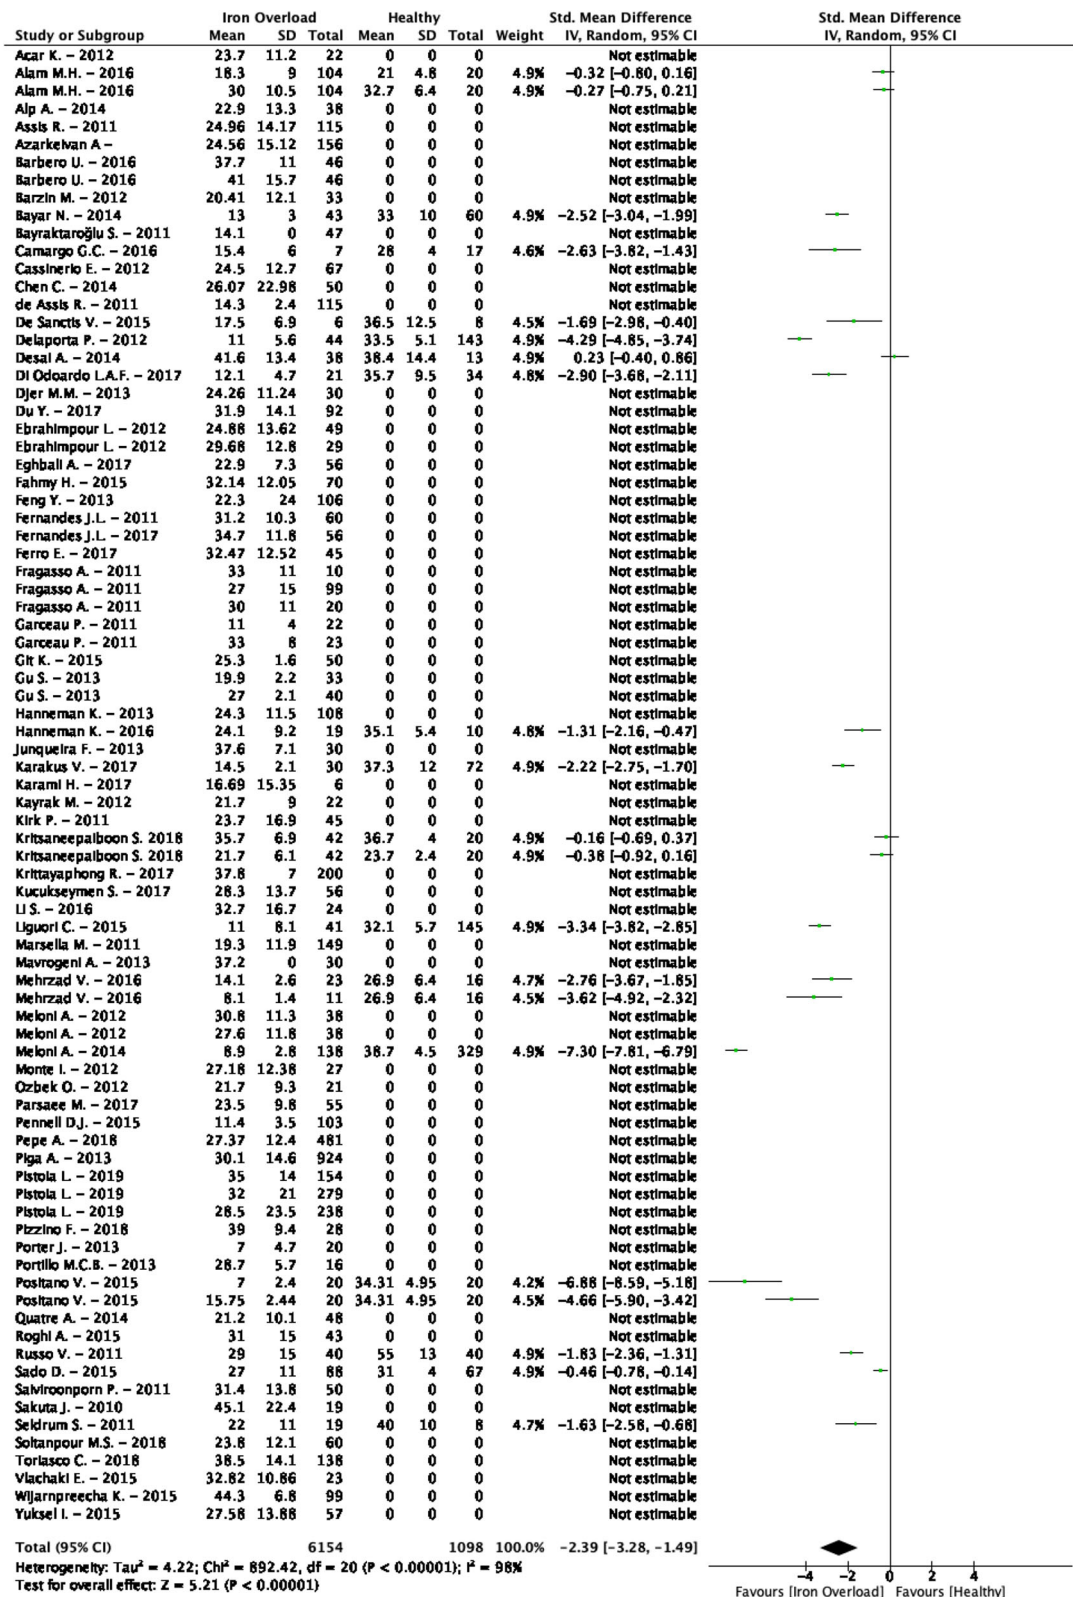 Iron Overload Healthy Std. Mean Difference Std. Mean Difference
Study or Subgroup Mean SD Total Mean SD Total Weight IV, Random, 95% CI IV, Random, 95% CI
Acar K. – 2012 23.7 11.2 22 0 0 0 Not estimable
Alam M.H. – 2016 18.3 9 104 21 4.8 20 4.9% −0.32 [−0.80, 0.16]
Alam M.H. – 2016 30 10.5 104 32.7 6.4 20 4.9% −0.27 [−0.75, 0.21]
Alp A. – 2014 22.9 13.3 38 0 0 0 Not estimable
Assis R. – 2011 24.96 14.17 115 0 0 0 Not estimable
Azarkeivan A – 24.56 15.12 156 0 0 0 Not estimable
Barbero U. – 2016 37.7 11 46 0 0 0 Not estimable
Barbero U. – 2016 41 15.7 46 0 0 0 Not estimable
Barzin M. – 2012 20.41 12.1 33 0 0 0 Not estimable
Bayar N. – 2014 13 3 43 33 10 60 4.9% −2.52 [−3.04, −1.99]
Bayraktaroğlu S. – 2011 14.1 0 47 0 0 0 Not estimable
Camargo G.C. – 2016 15.4 6 7 28 4 17 4.6% −2.63 [−3.82, −1.43]
Cassinerio E. – 2012 24.5 12.7 67 0 0 0 Not estimable
Chen C. – 2014 26.07 22.98 50 0 0 0 Not estimable
de Assis R. – 2011 14.3 2.4 115 0 0 0 Not estimable
De Sanctis V. – 2015 17.5 6.9 6 36.5 12.5 8 4.5% −1.69 [−2.98, −0.40]
Delaporta P. – 2012 11 5.6 44 33.5 5.1 143 4.9% −4.29 [−4.85, −3.74]
Desai A. – 2014 41.6 13.4 38 38.4 14.4 13 4.9% 0.23 [−0.40, 0.86]
Di Odoardo L.A.F. – 2017 12.1 4.7 21 35.7 9.5 34 4.8% −2.90 [−3.68, −2.11]
Djer M.M. – 2013 24.26 11.24 30 0 0 0 Not estimable
Du Y. – 2017 31.9 14.1 92 0 0 0 Not estimable
Ebrahimpour L. – 2012 24.88 13.62 49 0 0 0 Not estimable
Ebrahimpour L. – 2012 29.68 12.8 29 0 0 0 Not estimable
Eghbali A. – 2017 22.9 7.3 56 0 0 0 Not estimable
Fahmy H. – 2015 32.14 12.05 70 0 0 0 Not estimable
Feng Y. – 2013 22.3 24 106 0 0 0 Not estimable
Fernandes J.L. – 2011 31.2 10.3 60 0 0 0 Not estimable
Fernandes J.L. – 2017 34.7 11.8 56 0 0 0 Not estimable
Ferro E. – 2017 32.47 12.52 45 0 0 0 Not estimable
Fragasso A. – 2011 33 11 10 0 0 0 Not estimable
Fragasso A. – 2011 27 15 99 0 0 0 Not estimable
Fragasso A. – 2011 30 11 20 0 0 0 Not estimable
Garceau P. – 2011 11 4 22 0 0 0 Not estimable
Garceau P. – 2011 33 8 23 0 0 0 Not estimable
Git K. – 2015 25.3 1.6 50 0 0 0 Not estimable
Gu S. – 2013 19.9 2.2 33 0 0 0 Not estimable
Gu S. – 2013 27 2.1 40 0 0 0 Not estimable
Hanneman K. – 2013 24.3 11.5 108 0 0 0 Not estimable
Hanneman K. – 2016 24.1 9.2 19 35.1 5.4 10 4.8% −1.31 [−2.16, −0.47]
Junqueira F. – 2013 37.6 7.1 30 0 0 0 Not estimable
Karakus V. – 2017 14.5 2.1 30 37.3 12 72 4.9% −2.22 [−2.75, −1.70]
Karami H. – 2017 16.69 15.35 6 0 0 0 Not estimable
Kayrak M. – 2012 21.7 9 22 0 0 0 Not estimable
Kirk P. – 2011 23.7 16.9 45 0 0 0 Not estimable
Kritsaneepaiboon S. 2018 35.7 6.9 42 36.7 4 20 4.9% −0.16 [−0.69, 0.37]
Kritsaneepaiboon S. 2018 21.7 6.1 42 23.7 2.4 20 4.9% −0.38 [−0.92, 0.16]
Krittayaphong R. – 2017 37.8 7 200 0 0 0 Not estimable
Kucukseymen S. – 2017 28.3 13.7 56 0 0 0 Not estimable
Li S. – 2016 32.7 16.7 24 0 0 0 Not estimable
Liguori C. – 2015 11 8.1 41 32.1 5.7 145 4.9% −3.34 [−3.82, −2.85]
Marsella M. – 2011 19.3 11.9 149 0 0 0 Not estimable
Mavrogeni A. – 2013 37.2 0 30 0 0 0 Not estimable
Mehrzad V. – 2016 14.1 2.6 23 26.9 6.4 16 4.7% −2.76 [−3.67, −1.85]
Mehrzad V. – 2016 8.1 1.4 11 26.9 6.4 16 4.5% −3.62 [−4.92, −2.32]
Meloni A. – 2012 30.8 11.3 38 0 0 0 Not estimable
Meloni A. – 2012 27.6 11.8 38 0 0 0 Not estimable
Meloni A. – 2014 8.9 2.8 138 38.7 4.5 329 4.9% −7.30 [−7.81, −6.79]
Monte I. – 2012 27.18 12.38 27 0 0 0 Not estimable
Ozbek O. – 2012 21.7 9.3 21 0 0 0 Not estimable
Parsaee M. – 2017 23.5 9.8 55 0 0 0 Not estimable
Pennell D.J. – 2015 11.4 3.5 103 0 0 0 Not estimable
Pepe A. – 2018 27.37 12.4 481 0 0 0 Not estimable
Piga A. – 2013 30.1 14.6 924 0 0 0 Not estimable
Pistoia L. – 2019 35 14 154 0 0 0 Not estimable
Pistoia L. – 2019 32 21 279 0 0 0 Not estimable
Pistoia L. – 2019 28.5 23.5 238 0 0 0 Not estimable
Pizzino F. – 2018 39 9.4 28 0 0 0 Not estimable
Porter J. – 2013 7 4.7 20 0 0 0 Not estimable
Portillo M.C.B. – 2013 28.7 5.7 16 0 0 0 Not estimable
Positano V. – 2015 7 2.4 20 34.31 4.95 20 4.2% −6.88 [−8.59, −5.18]
Positano V. – 2015 15.75 2.44 20 34.31 4.95 20 4.5% −4.66 [−5.90, −3.42]
Quatre A. – 2014 21.2 10.1 48 0 0 0 Not estimable
Roghi A. – 2015 31 15 43 0 0 0 Not estimable
Russo V. – 2011 29 15 40 55 13 40 4.9% −1.83 [−2.36, −1.31]
Sado D. – 2015 27 11 88 31 4 67 4.9% −0.46 [−0.78, −0.14]
Salviroonporn P. – 2011 31.4 13.8 50 0 0 0 Not estimable
Sakuta J. – 2010 45.1 22.4 19 0 0 0 Not estimable
Seldrum S. – 2011 22 11 19 40 10 8 4.7% −1.63 [−2.58, −0.68]
Soltanpour M.S. – 2018 23.8 12.1 60 0 0 0 Not estimable
Torlasco C. – 2018 38.5 14.1 138 0 0 0 Not estimable
Vlachaki E. – 2015 32.82 10.86 23 0 0 0 Not estimable
Wijarnpreecha K. – 2015 44.3 6.8 99 0 0 0 Not estimable
Yuksel I. – 2015 27.58 13.88 57 0 0 0 Not estimable
Total (95% CI) 6154 1098 100.0% −2.39 [−3.28, −1.49]
Heterogeneity: Tau² = 4.22; Chi² = 892.42, df = 20 (P < 0.00001); I² = 98%
Test for overall effect: Z = 5.21 (P < 0.00001)
−4 −2 0 2 4
Favours [Iron Overload] Favours [Healthy]